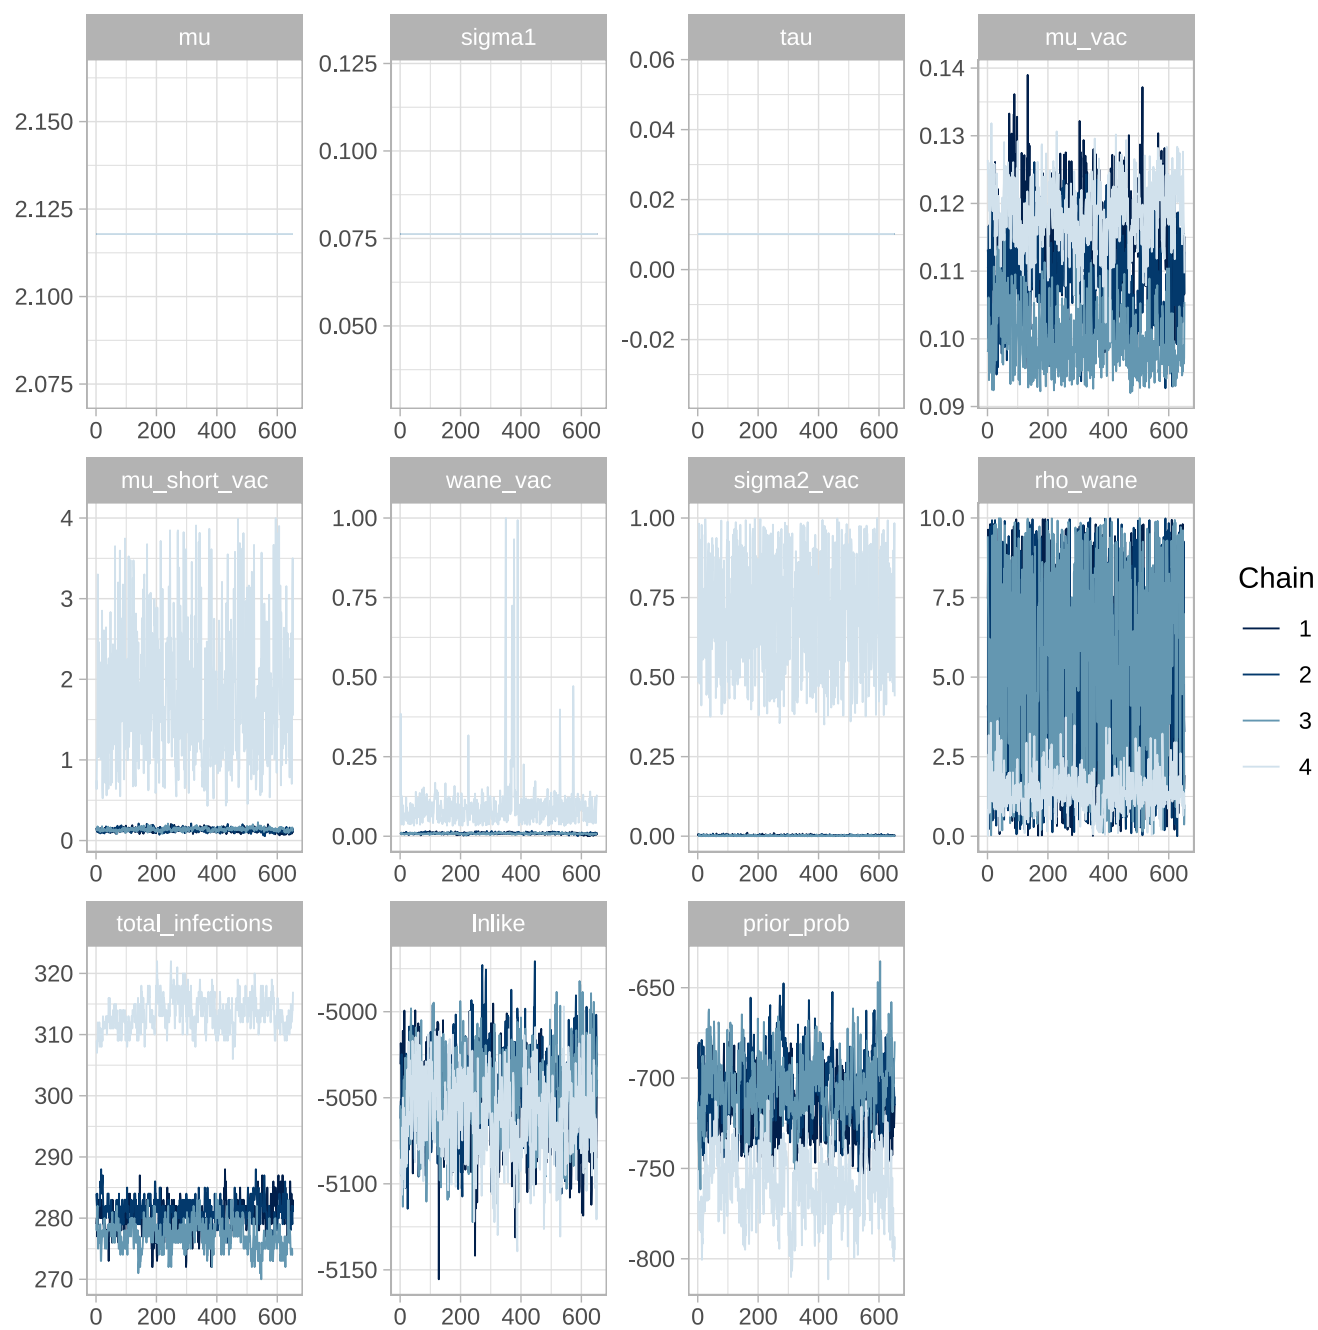 mu
sigma1
tau
mu_vac
2.150
2.125
2.100
2.075
0.125
0.100
0.075
0.050
0.06
0.04
0.02
0.00
-0.02
0.14
0.13
0.12
0.11
0.10
0.09
0 200 400 600
0 200 400 600
0 200 400 600
0 200 400 600
mu_short_vac
wane_vac
sigma2_vac
rho_wane
4
3
2
1
0
1.00
0.75
0.50
0.25
0.00
1.00
0.75
0.50
0.25
0.00
10.0
7.5
5.0
2.5
0.0
0 200 400 600
0 200 400 600
0 200 400 600
0 200 400 600
Chain
1
2
3
4
total_infections
lnlike
prior_prob
320
310
300
290
280
270
-5000
-5050
-5100
-5150
-650
-700
-750
-800
0 200 400 600
0 200 400 600
0 200 400 600